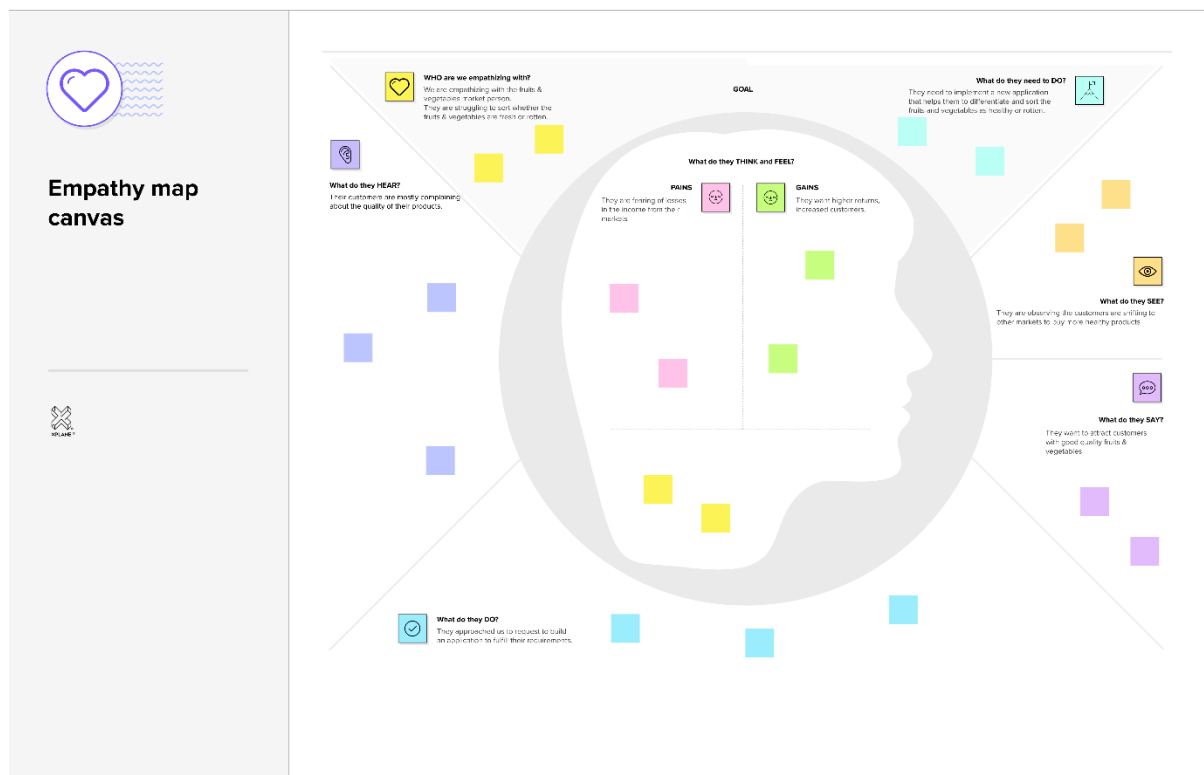 Empathy map
canvas
XPLANE
WHO are we empathizing with?
We are empathizing with the fruits &
vegetables market person.
They are struggling to sort whether the
fruits & vegetables are fresh or rotten.
GOAL
What do they need to DO?
They need to implement a new application
that helps them to differentiate and sort the
fruits and vegetables as healthy or rotten.
What do they HEAR?
Their customers are mostly complaining
about the quality of their products.
What do they THINK and FEEL?
PAINS
They are fearing of losses
in the income from their
markets
GAINS
They want higher returns,
increased customers.
What do they SEE?
They are observing the customers are shifting to
other markets to buy more healthy products
What do they SAY?
They want to attract customers
with good quality fruits &
vegetables
What do they DO?
They approached us to request to build
an application to fulfill their requirements.